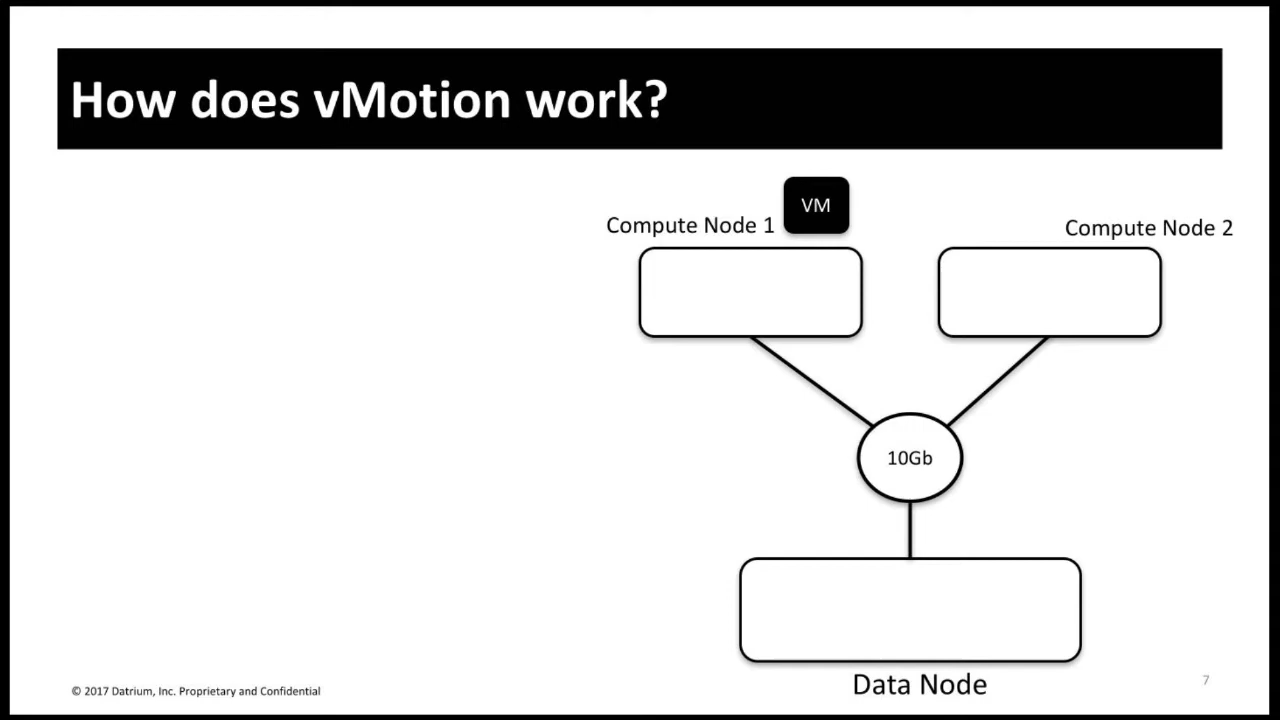 How does vMotion work?
VM
Compute Node 1
Compute Node 2
10Gb
Data Node
© 2017 Datrium, Inc. Proprietary and Confidential
7